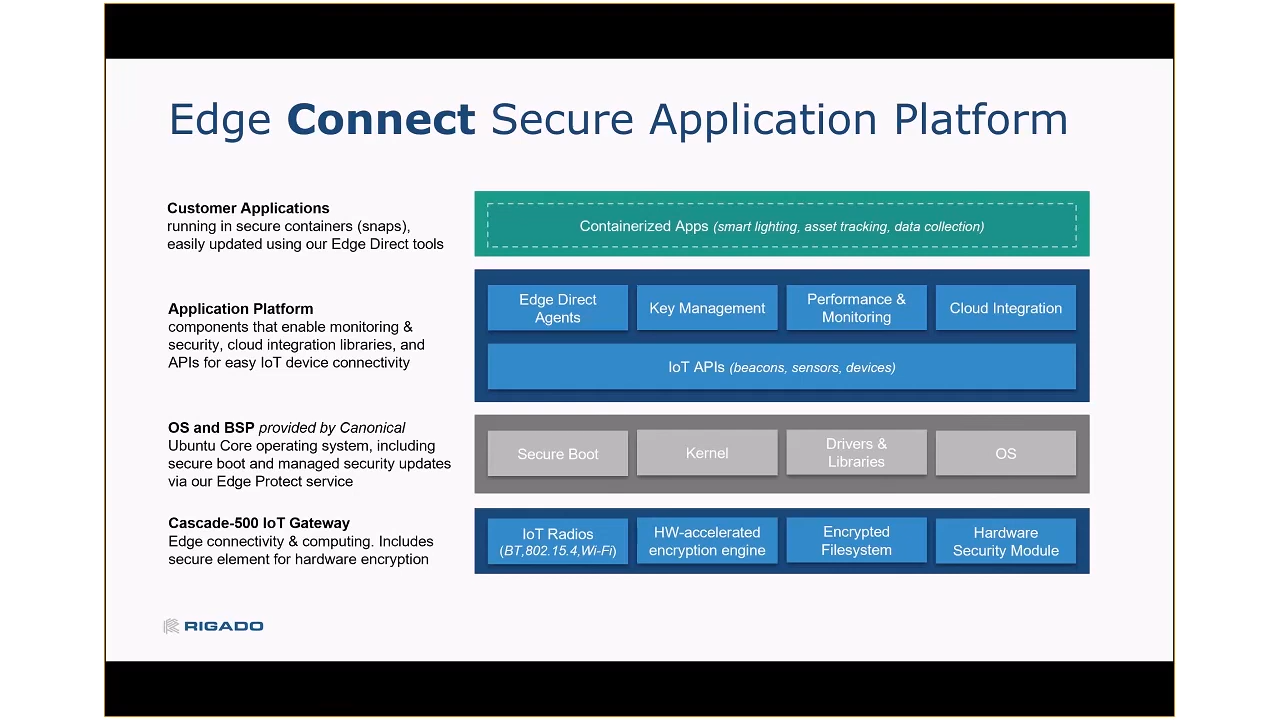 Edge Connect Secure Application Platform
Customer Applications
running in secure containers (snaps),
easily updated using our Edge Direct tools
Containerized Apps (smart lighting, asset tracking, data collection)
Application Platform
components that enable monitoring &
security, cloud integration libraries, and
APIs for easy IoT device connectivity
Edge Direct
Agents
Key Management
Performance &
Monitoring
Cloud Integration
IoT APIs (beacons, sensors, devices)
OS and BSP provided by Canonical
Ubuntu Core operating system, including
secure boot and managed security updates
via our Edge Protect service
Secure Boot
Kernel
Drivers &
Libraries
OS
Cascade-500 IoT Gateway
Edge connectivity & computing. Includes
secure element for hardware encryption
IoT Radios
(BT,802.15.4,Wi-Fi)
HW-accelerated
encryption engine
Encrypted
Filesystem
Hardware
Security Module
RIGADO